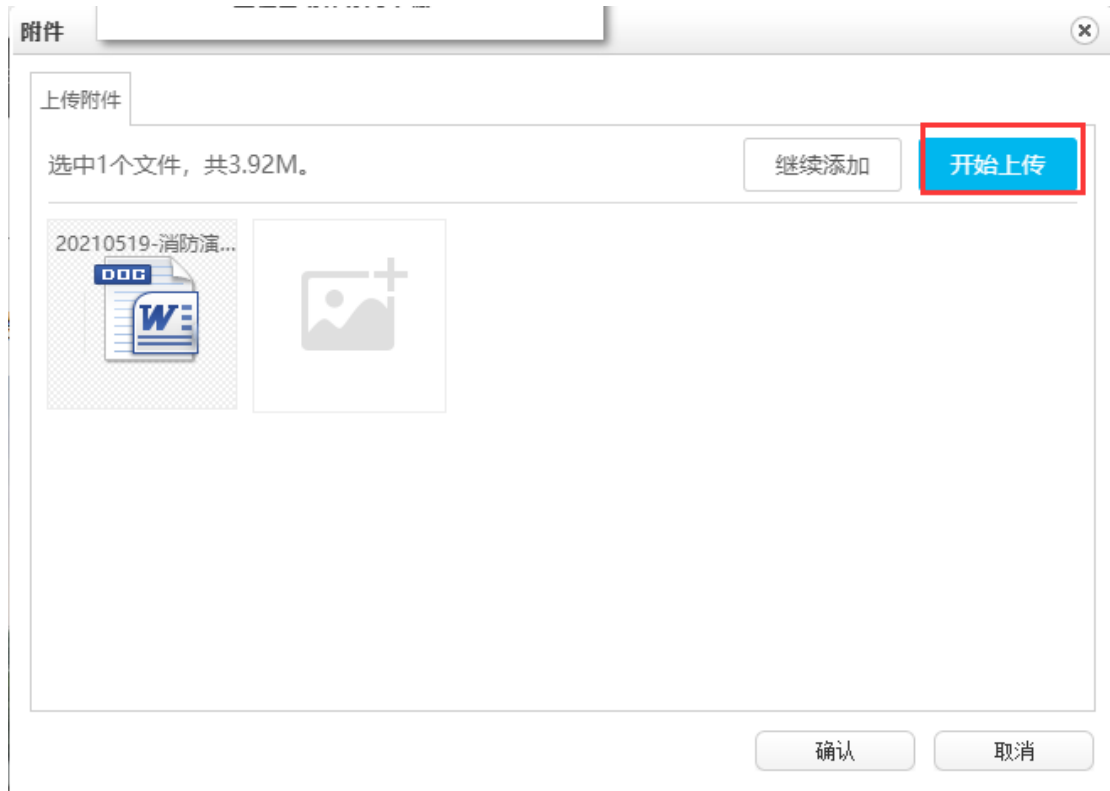 附件
上传附件
选中1个文件，共3.92M。
继续添加
开始上传
20210519-消防演...
DOC
W
确认
取消